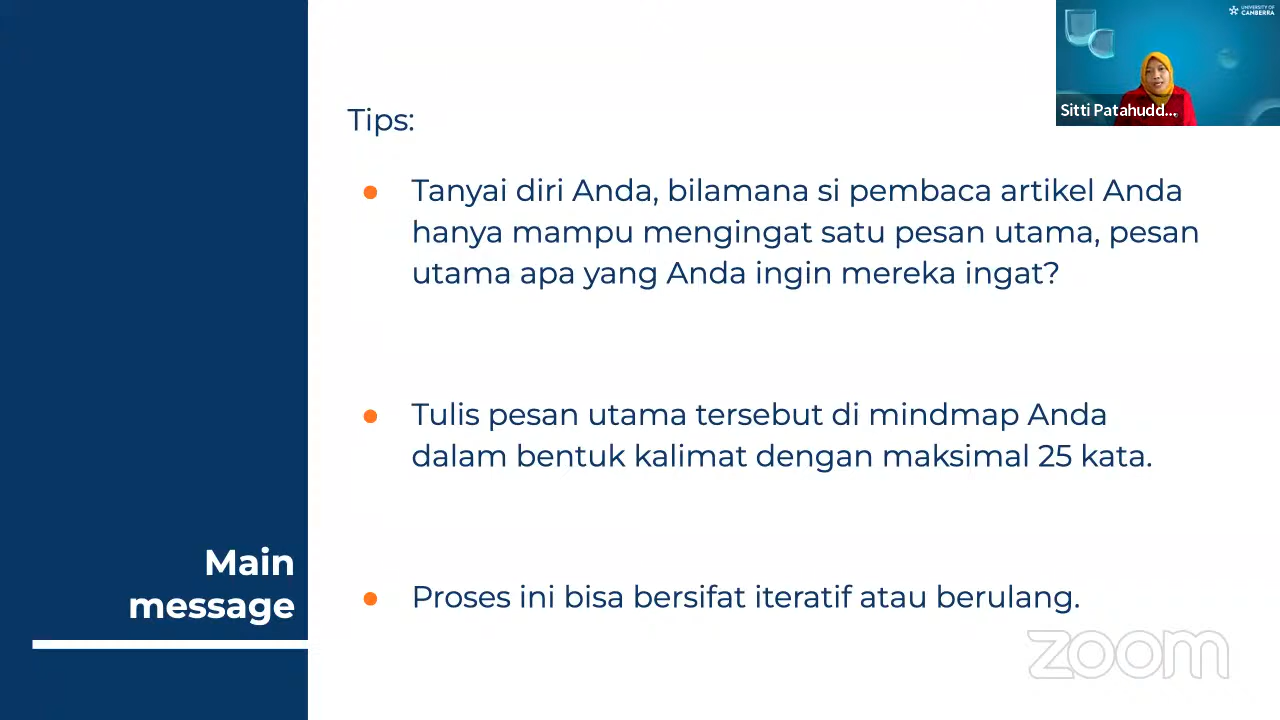 UNIVERSITY OF
CANBERRA
Sitti Patahudd...
Tips:
● Tanyai diri Anda, bilamana si pembaca artikel Anda
hanya mampu mengingat satu pesan utama, pesan
utama apa yang Anda ingin mereka ingat?
● Tulis pesan utama tersebut di mindmap Anda
dalam bentuk kalimat dengan maksimal 25 kata.
Main
message
● Proses ini bisa bersifat iteratif atau berulang.
zoom